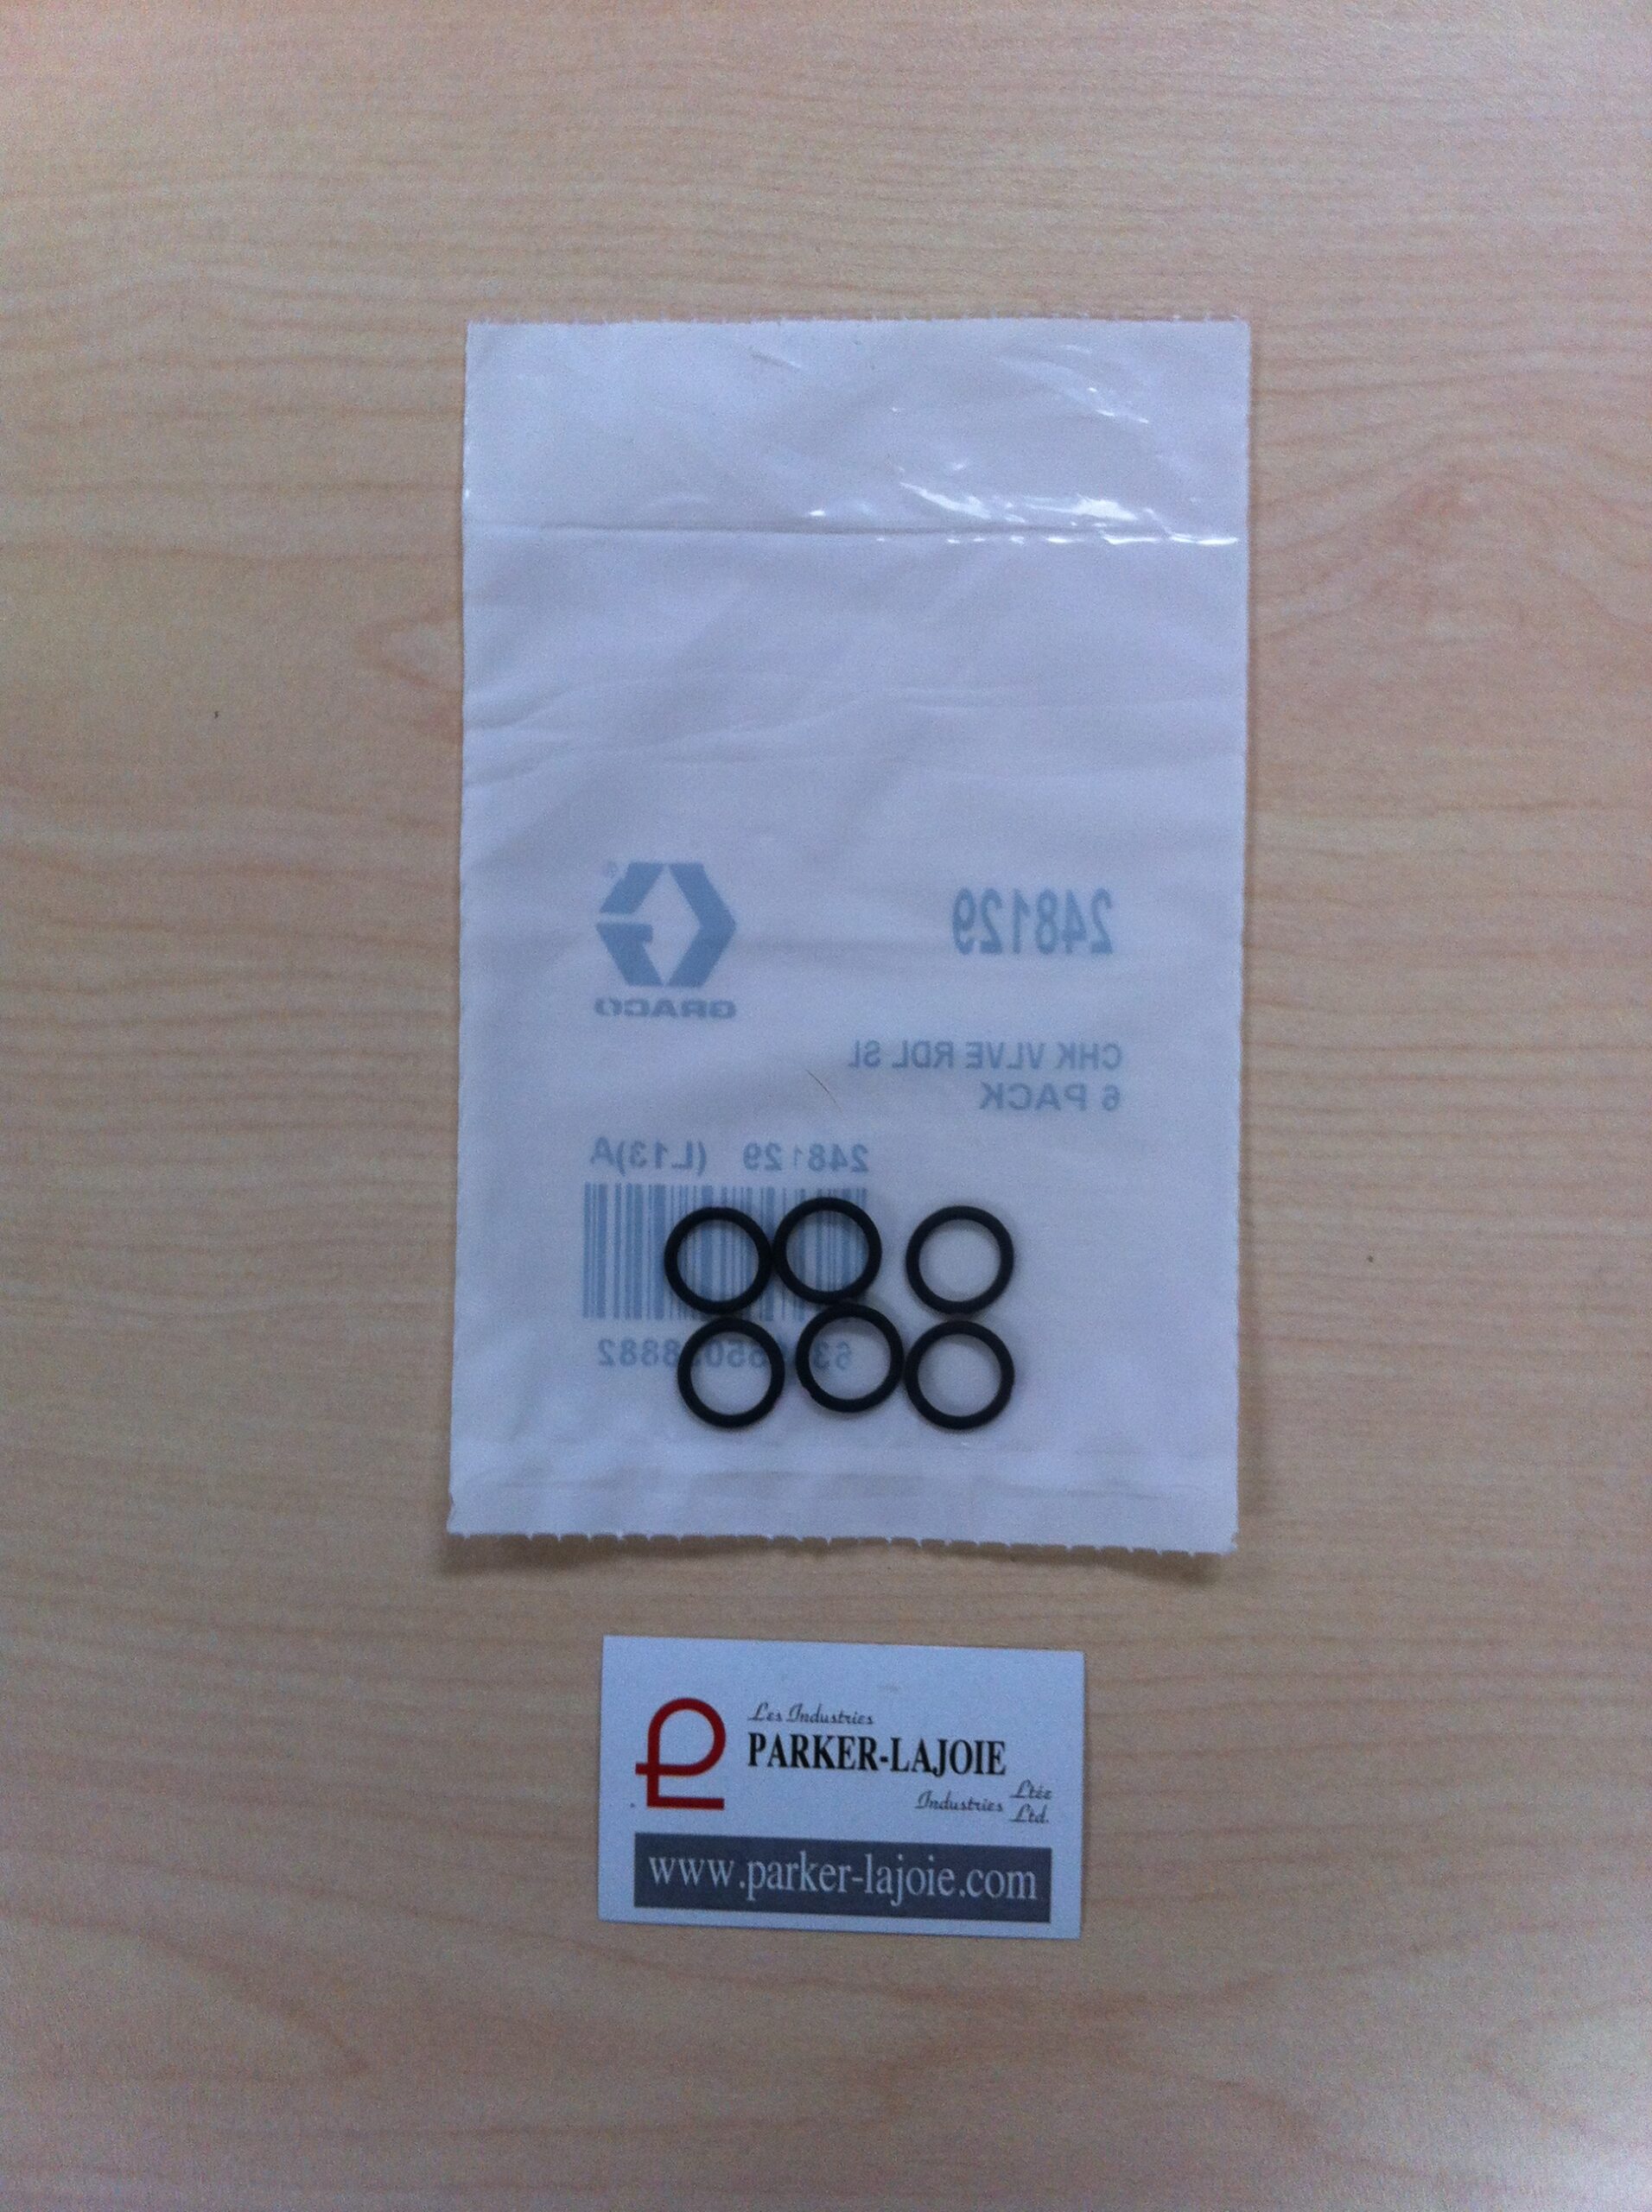 248129
GRACO
CHK VLVE RDL SL
6 PACK
248129 (L13)A
Les Industries
PARKER-LAJOIE
Industries Ltée
Ltd.
www.parker-lajoie.com